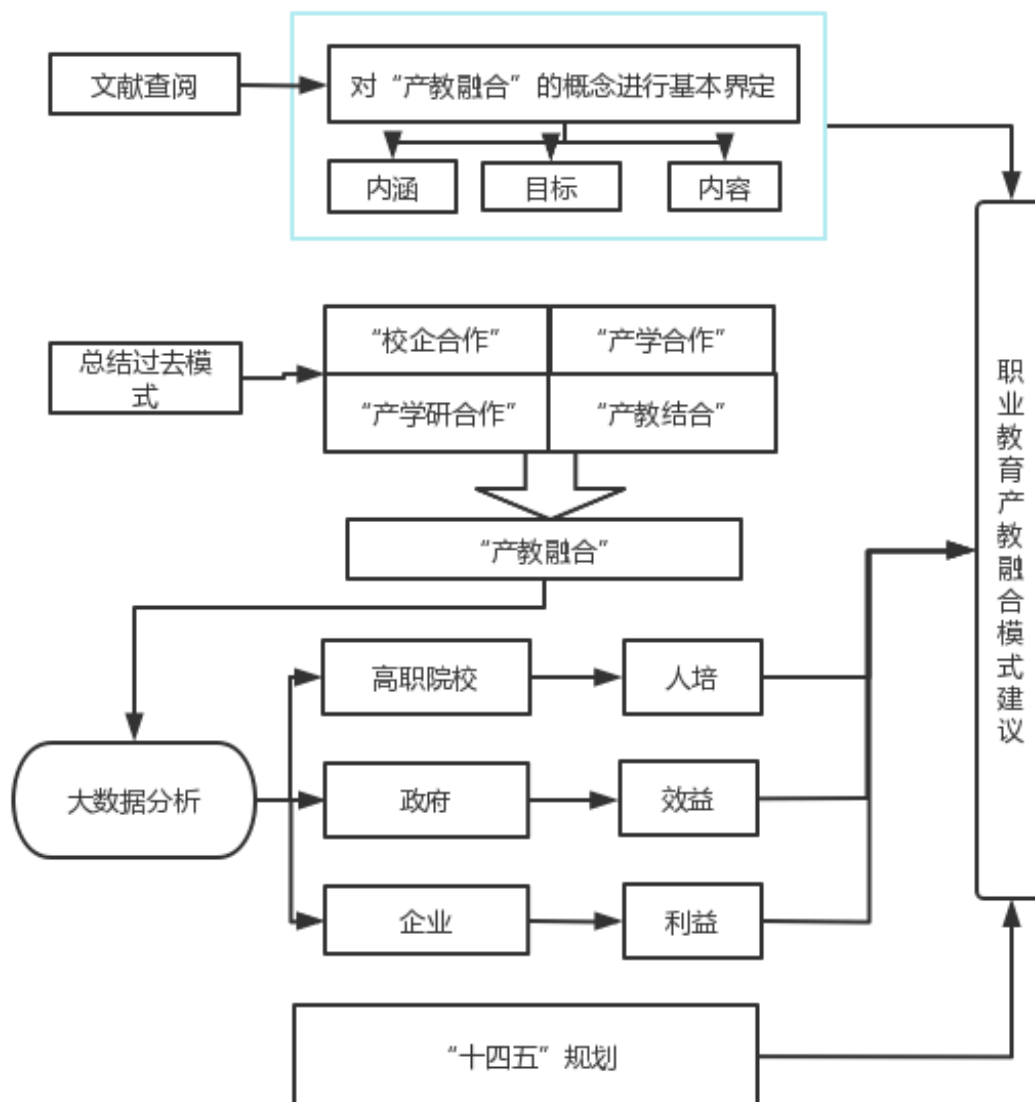 文献查阅
对“产教融合”的概念进行基本界定
内涵
目标
内容
总结过去模
式
“校企合作”
“产学合作”
“产学研合作”
“产教结合”
“产教融合”
大数据分析
高职院校
人培
政府
效益
企业
利益
“十四五”规划
职业教育产教融合模式建议